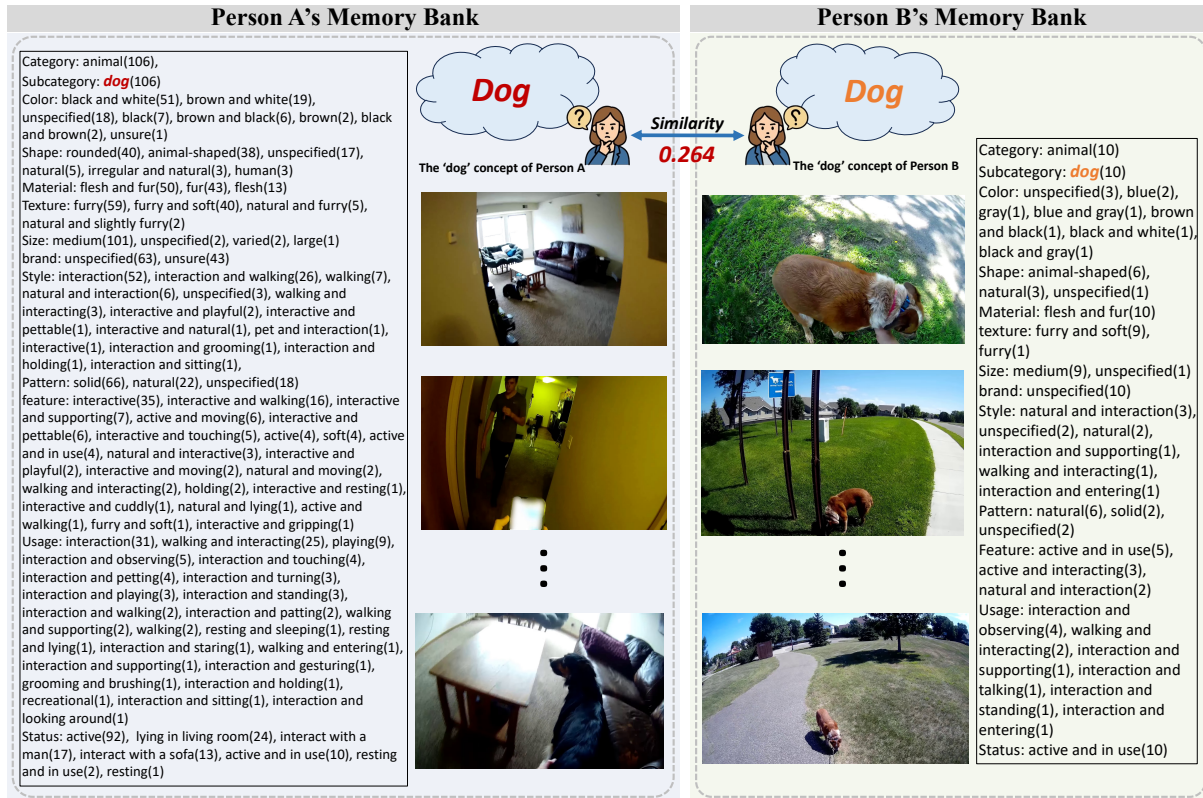 Person A's Memory Bank
Category: animal(106),
Subcategory: dog(106)
Color: black and white(51), brown and white(19),
unspecified(18), black(7), brown and black(6), brown(2), black
and brown(2), unsure(1)
Shape: rounded(40), animal-shaped(38), unspecified(17),
natural(5), irregular and natural(3), human(3)
Material: flesh and fur(50), fur(43), flesh(13)
Texture: furry(59), furry and soft(40), natural and furry(5),
natural and slightly furry(2)
Size: medium(101), unspecified(2), varied(2), large(1)
brand: unspecified(63), unsure(43)
Style: interaction(52), interaction and walking(26), walking(7),
natural and interaction(6), unspecified(3), walking and
interacting(3), interactive and playful(2), interactive and
pettable(1), interactive and natural(1), pet and interaction(1),
interactive(1), interaction and grooming(1), interaction and
holding(1), interaction and sitting(1),
Pattern: solid(66), natural(22), unspecified(18)
feature: interactive(35), interactive and walking(16), interactive
and supporting(7), active and moving(6), interactive and
pettable(6), interactive and touching(5), active(4), soft(4), active
and in use(4), natural and interactive(3), interactive and
playful(2), interactive and moving(2), natural and moving(2),
walking and interacting(2), holding(2), interactive and resting(1),
interactive and cuddly(1), natural and lying(1), active and
walking(1), furry and soft(1), interactive and gripping(1)
Usage: interaction(31), walking and interacting(25), playing(9),
interaction and observing(5), interaction and touching(4),
interaction and petting(4), interaction and turning(3),
interaction and playing(3), interaction and standing(3),
interaction and walking(2), interaction and patting(2), walking
and supporting(2), walking(2), resting and sleeping(1), resting
and lying(1), interaction and staring(1), walking and entering(1),
interaction and supporting(1), interaction and gesturing(1),
grooming and brushing(1), interaction and holding(1),
recreational(1), interaction and sitting(1), interaction and
looking around(1)
Status: active(92), lying in living room(24), interact with a
man(17), interact with a sofa(13), active and in use(10), resting
and in use(2), resting(1)
Dog
?
The 'dog' concept of Person A
Similarity
0.264
Person B's Memory Bank
Dog
?
The 'dog' concept of Person B
Category: animal(10)
Subcategory: dog(10)
Color: unspecified(3), blue(2),
gray(1), blue and gray(1), brown
and black(1), black and white(1),
black and gray(1)
Shape: animal-shaped(6),
natural(3), unspecified(1)
Material: flesh and fur(10)
texture: furry and soft(9),
furry(1)
Size: medium(9), unspecified(1)
brand: unspecified(10)
Style: natural and interaction(3),
unspecified(2), natural(2),
interaction and supporting(1),
walking and interacting(1),
interaction and entering(1)
Pattern: natural(6), solid(2),
unspecified(2)
Feature: active and in use(5),
active and interacting(3),
natural and interaction(2)
Usage: interaction and
observing(4), walking and
interacting(2), interaction and
supporting(1), interaction and
talking(1), interaction and
standing(1), interaction and
entering(1)
Status: active and in use(10)